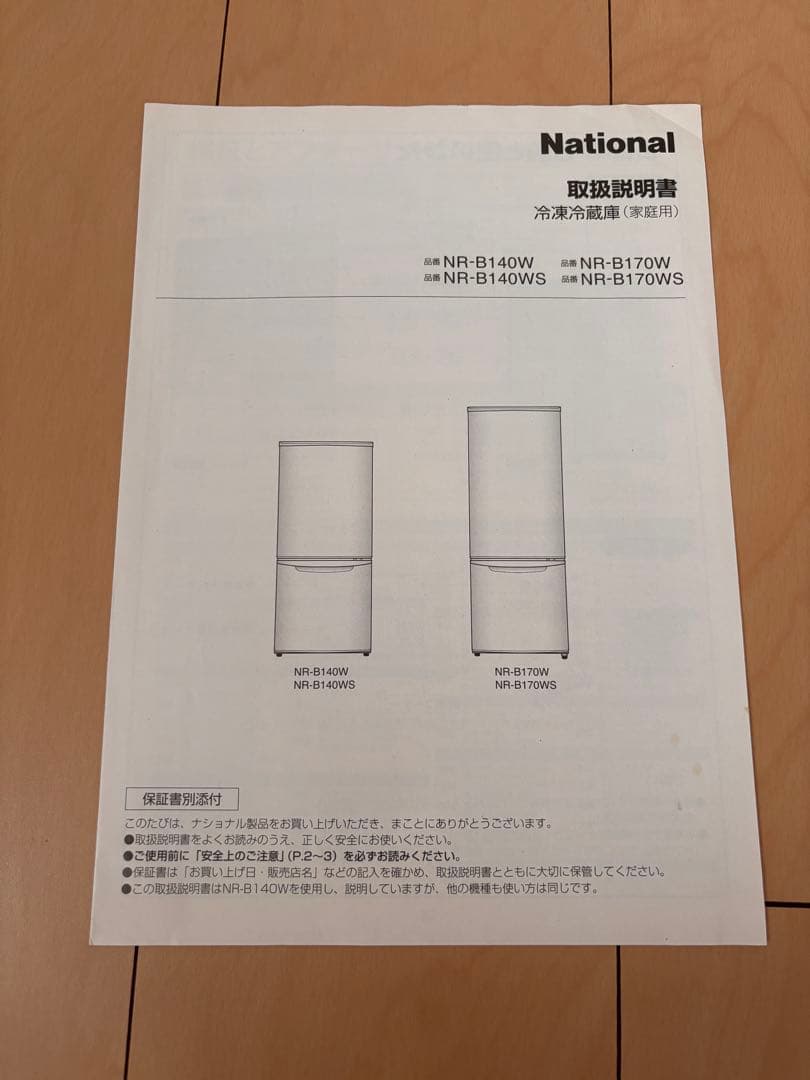 National
取扱説明書
冷凍冷蔵庫(家庭用)
品番 NR-B140W 品番 NR-B170W
品番 NR-B140WS 品番 NR-B170WS
NR-B140W
NR-B140WS
NR-B170W
NR-B170WS
保証書別添付
このたびは、ナショナル製品をお買い上げいただき、まことにありがとうございます。
●取扱説明書をよくお読みのうえ、正しく安全にお使いください。
●ご使用前に「安全上のご注意」(P.2〜3)を必ずお読みください。
●保証書は「お買い上げ日・販売店名」などの記入を確かめ、取扱説明書とともに大切に保管してください。
●この取扱説明書はNR-B140Wを使用し、説明していますが、他の機種も使い方は同じです。